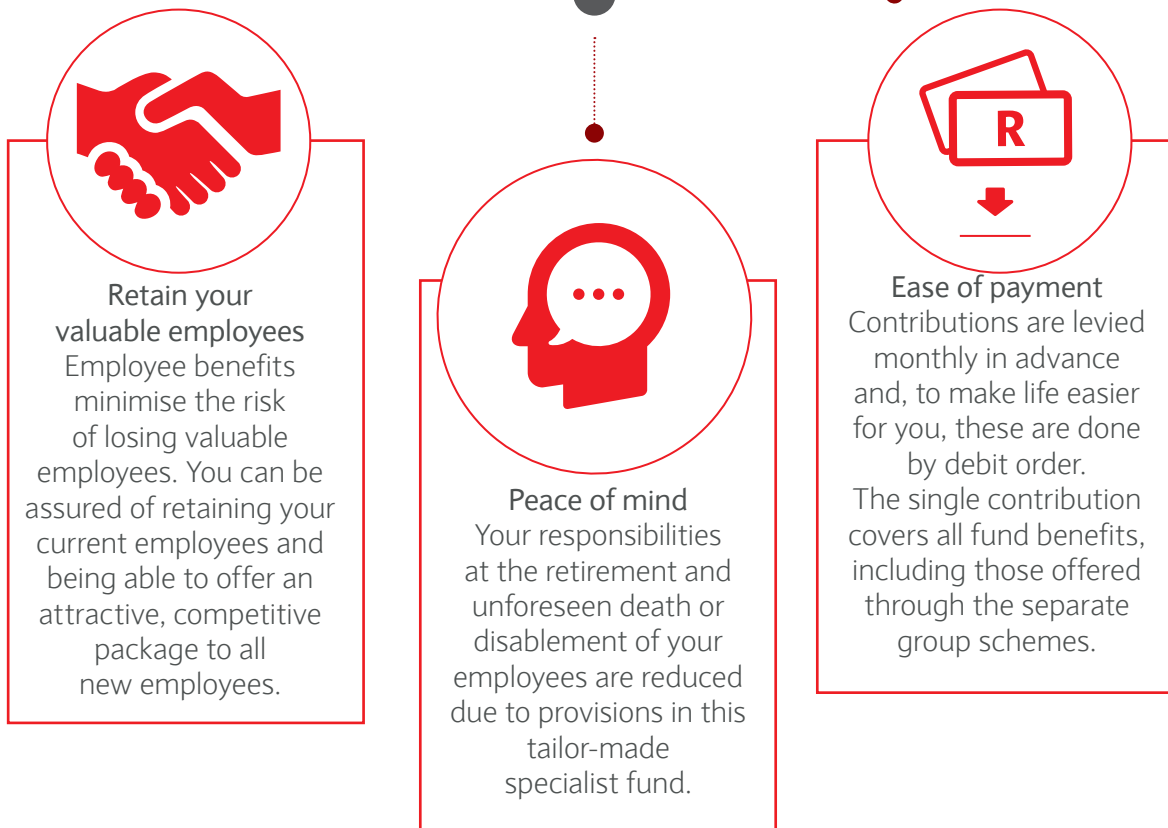 Retain your
valuable employees
Employee benefits
minimise the risk
of losing valuable
employees. You can be
assured of retaining your
current employees and
being able to offer an
attractive, competitive
package to all
new employees.
Peace of mind
Your responsibilities
at the retirement and
unforeseen death or
disablement of your
employees are reduced
due to provisions in this
tailor-made
specialist fund.
R
Ease of payment
Contributions are levied
monthly in advance
and, to make life easier
for you, these are done
by debit order.
The single contribution
covers all fund benefits,
including those offered
through the separate
group schemes.